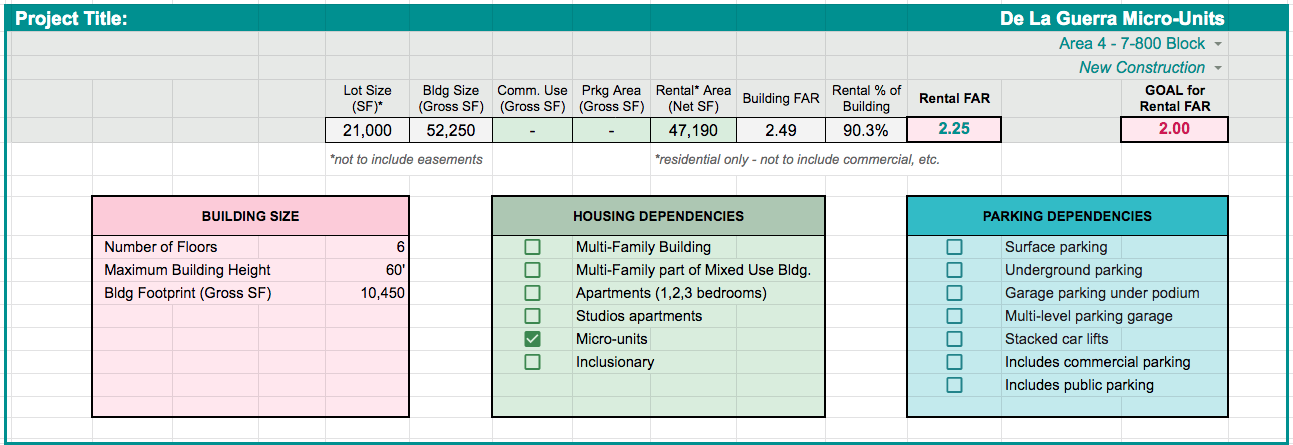 Project Title: De La Guerra Micro-Units
Area 4 - 7-800 Block
New Construction
Lot Size (SF)* Bldg Size (Gross SF) Comm. Use (Gross SF) Prkg Area (Gross SF) Rental* Area (Net SF) Building FAR Rental % of Building Rental FAR GOAL for Rental FAR
21,000 52,250 - - 47,190 2.49 90.3% 2.25 2.00
*not to include easements *residential only - not to include commercial, etc.
BUILDING SIZE
Number of Floors 6
Maximum Building Height 60'
Bldg Footprint (Gross SF) 10,450
HOUSING DEPENDENCIES
Multi-Family Building
Multi-Family part of Mixed Use Bldg.
Apartments (1,2,3 bedrooms)
Studios apartments
Micro-units
Inclusionary
PARKING DEPENDENCIES
Surface parking
Underground parking
Garage parking under podium
Multi-level parking garage
Stacked car lifts
Includes commercial parking
Includes public parking